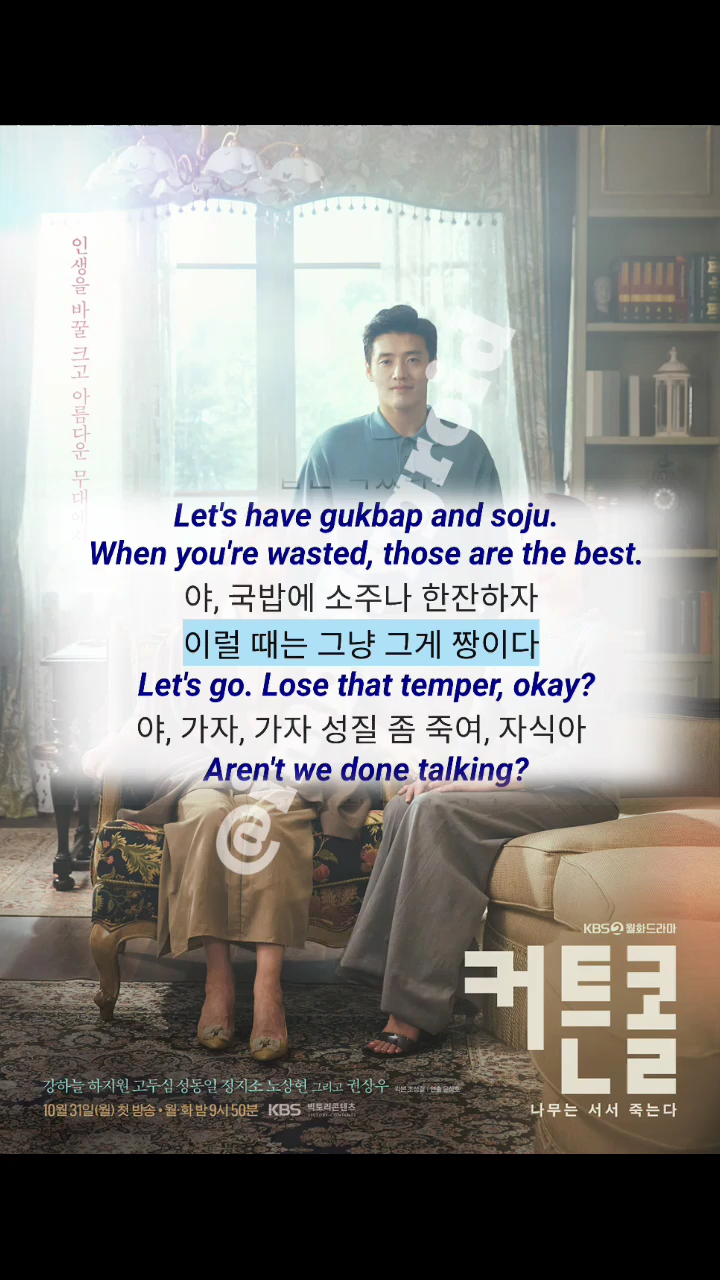 인생을 바꿀 크고 아름다운 무대
Let's have gukbap and soju.
When you're wasted, those are the best.
야, 국밥에 소주나 한잔하자
이럴 때는 그냥 그게 짱이다
Let's go. Lose that temper, okay?
야, 가자, 가자 성질 좀 죽여, 자식아
Aren't we done talking?
KBS2 월화드라마
커튼콜
나무는 서서 죽는다
강하늘 하지원 고두심 성동일 정지소 노상현 그리고 권상우
10월 31일(월) 첫 방송 • 월·화 밤 9시 50분 KBS 빅토리콘텐츠